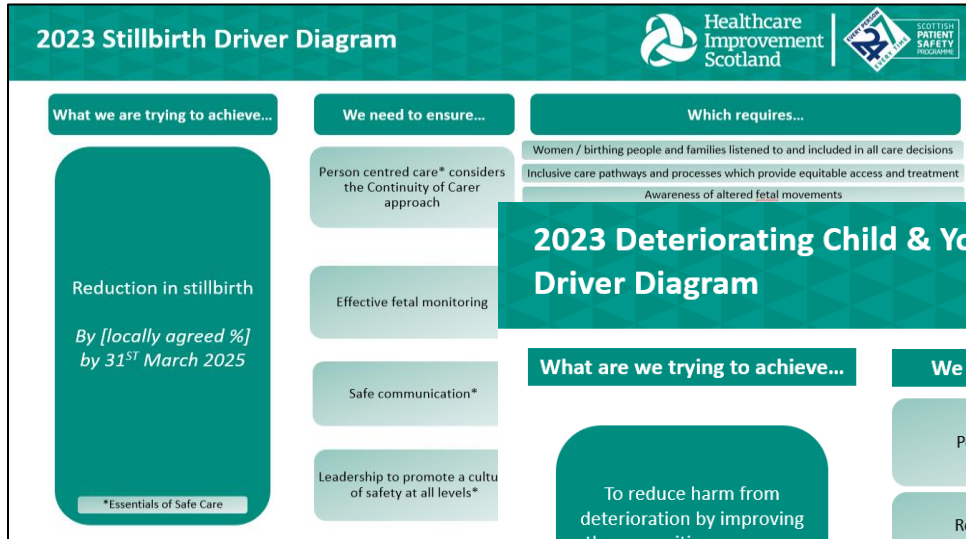 2023 Stillbirth Driver Diagram
Healthcare
Improvement
Scotland
EVERY PERSON
24
EVERY TIME
SCOTTISH
PATIENT
SAFETY
PROGRAMME
What we are trying to achieve...
We need to ensure...
Which requires...
Reduction in stillbirth
By [locally agreed %]
by 31ST March 2025
*Essentials of Safe Care
Person centred care* considers
the Continuity of Carer
approach
Effective fetal monitoring
Safe communication*
Leadership to promote a cultu
of safety at all levels*
Women / birthing people and families listened to and included in all care decisions
Inclusive care pathways and processes which provide equitable access and treatment
Awareness of altered fetal movements
2023 Deteriorating Child & Yo
Driver Diagram
What are we trying to achieve...
We
To reduce harm from
deterioration by improving
P
Re